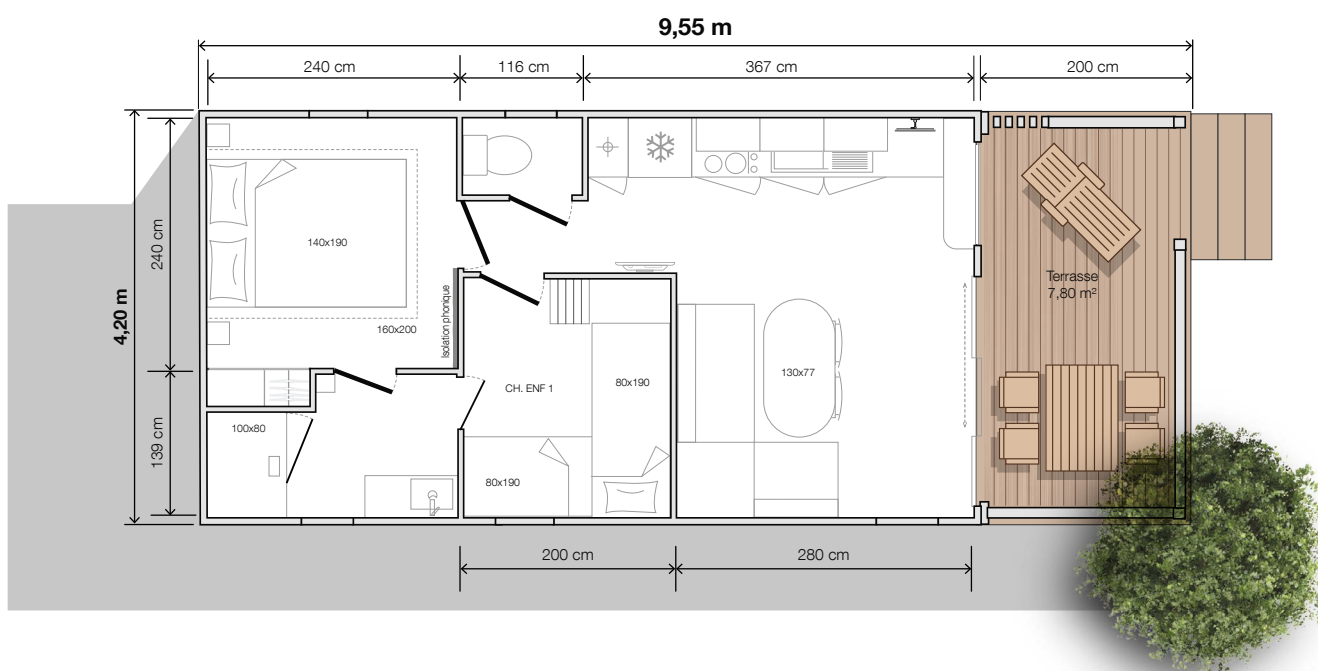 9,55 m
240 cm
116 cm
367 cm
200 cm
4,20 m
240 cm
139 cm
140x190
160x200
Isolation phonique
Terrasse
7,80 m²
130x77
CH. ENF 1
80x190
100x80
80x190
200 cm
280 cm